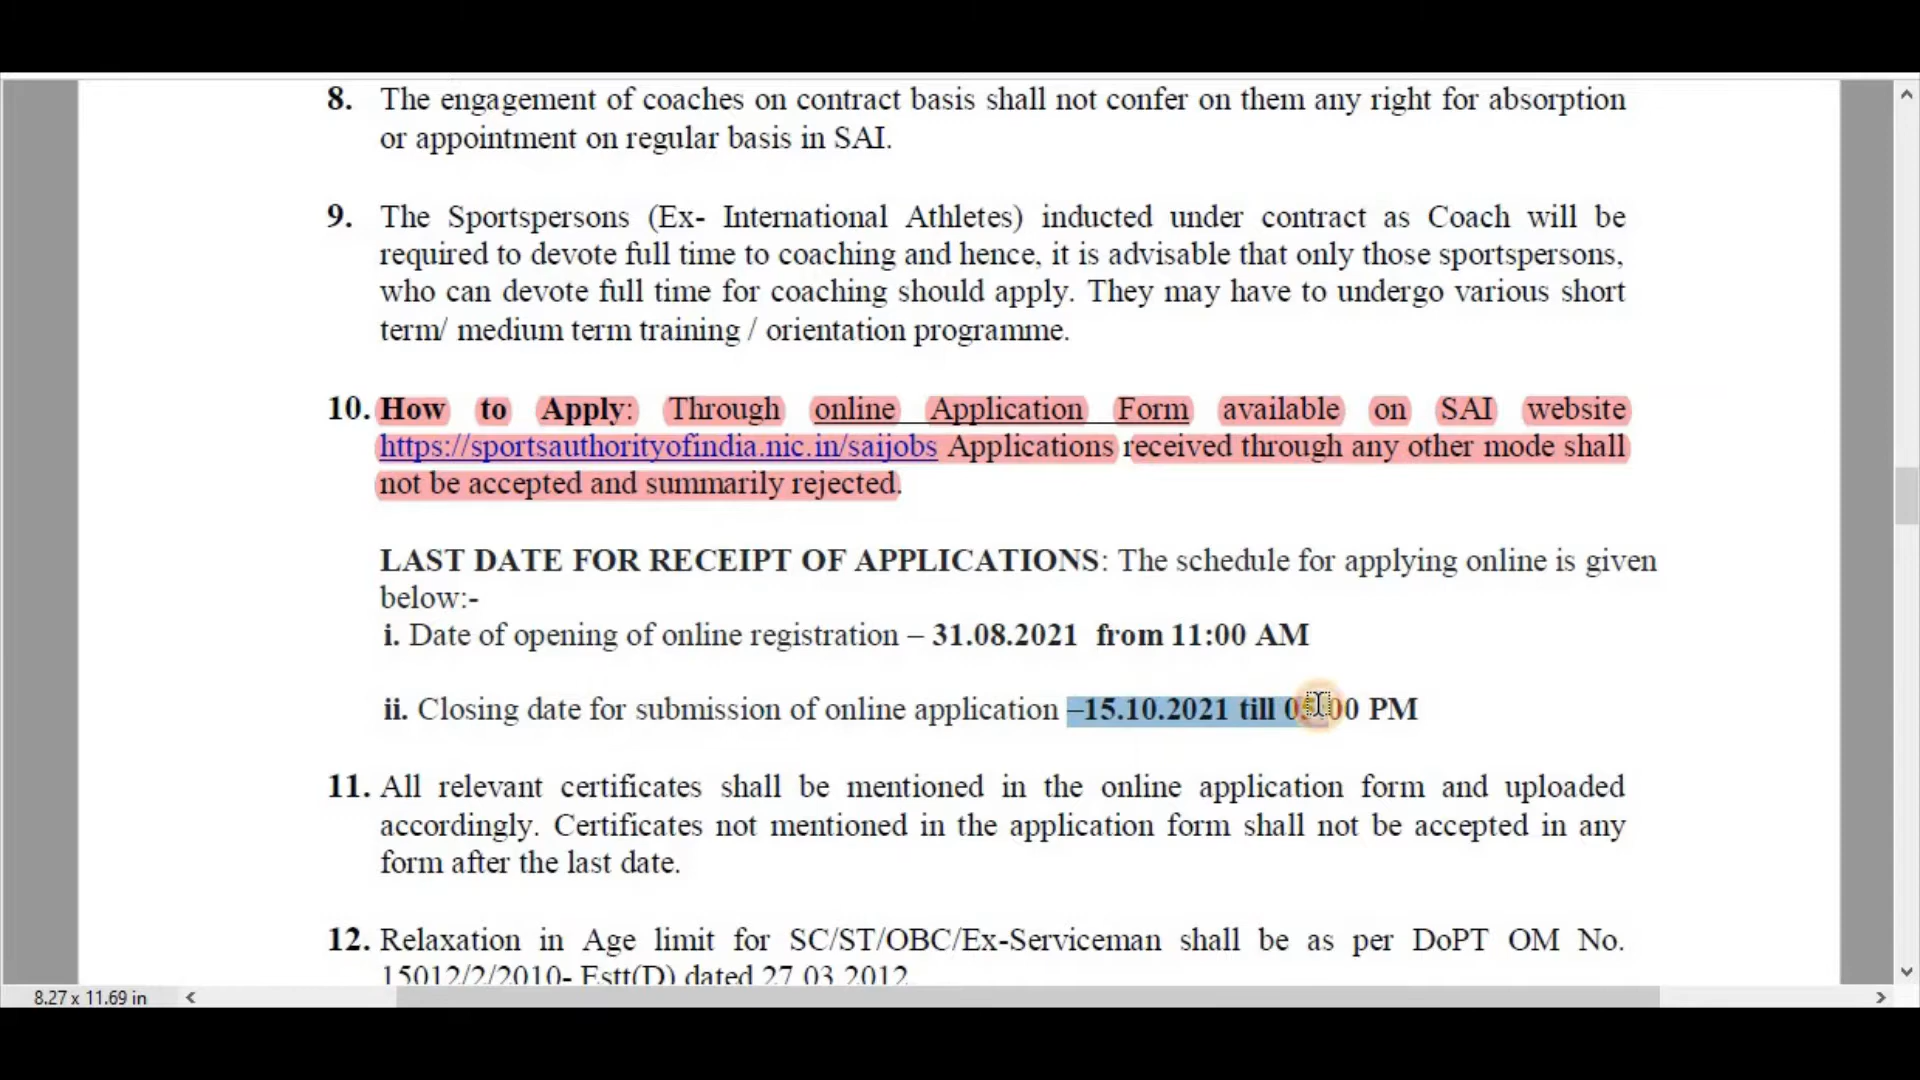 8. The engagement of coaches on contract basis shall not confer on them any right for absorption
or appointment on regular basis in SAI.
9. The Sportspersons (Ex- International Athletes) inducted under contract as Coach will be
required to devote full time to coaching and hence, it is advisable that only those sportspersons,
who can devote full time for coaching should apply. They may have to undergo various short
term/ medium term training / orientation programme.
10. How to Apply: Through online Application Form available on SAI website
https://sportsauthorityofindia.nic.in/saijobs Applications received through any other mode shall
not be accepted and summarily rejected.
LAST DATE FOR RECEIPT OF APPLICATIONS: The schedule for applying online is given
below:-
i. Date of opening of online registration – 31.08.2021 from 11:00 AM
ii. Closing date for submission of online application –15.10.2021 till PM
11. All relevant certificates shall be mentioned in the online application form and uploaded
accordingly. Certificates not mentioned in the application form shall not be accepted in any
form after the last date.
12. Relaxation in Age limit for SC/ST/OBC/Ex-Serviceman shall be as per DoPT OM No.
15012/2/2010- Estt(D) dated 27.03.2012.
8.27 x 11.69 in